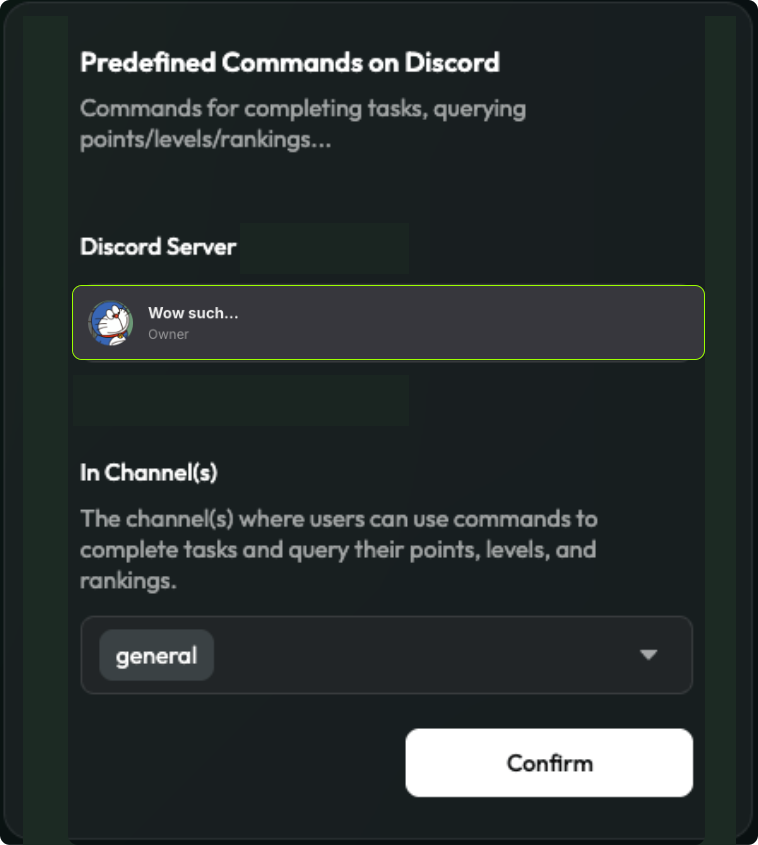 Predefined Commands on Discord
Commands for completing tasks, querying
points/levels/rankings...
Discord Server
Wow such...
Owner
In Channel(s)
The channel(s) where users can use commands to
complete tasks and query their points, levels, and
rankings.
general
Confirm